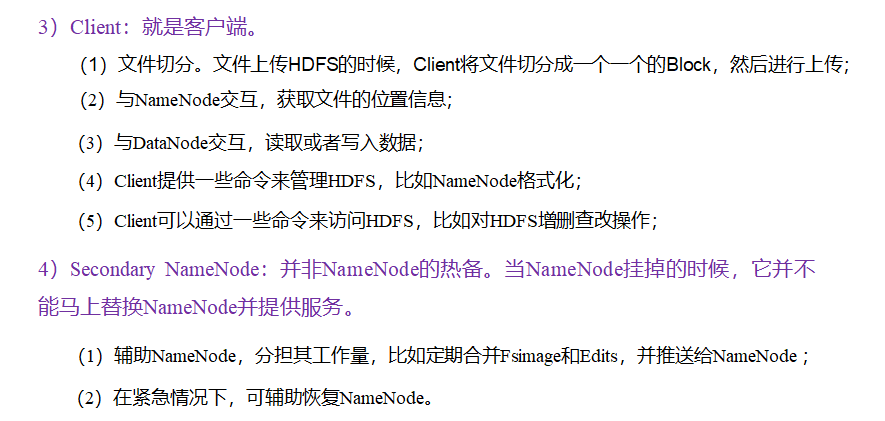 3）Client：就是客户端。
（1）文件切分。文件上传HDFS的时候，Client将文件切分成一个一个的Block，然后进行上传；
（2）与NameNode交互，获取文件的位置信息；
（3）与DataNode交互，读取或者写入数据；
（4）Client提供一些命令来管理HDFS，比如NameNode格式化；
（5）Client可以通过一些命令来访问HDFS，比如对HDFS增删查改操作；
4）Secondary NameNode：并非NameNode的热备。当NameNode挂掉的时候，它并不
能马上替换NameNode并提供服务。
（1）辅助NameNode，分担其工作量，比如定期合并Fsimage和Edits，并推送给NameNode ；
（2）在紧急情况下，可辅助恢复NameNode。